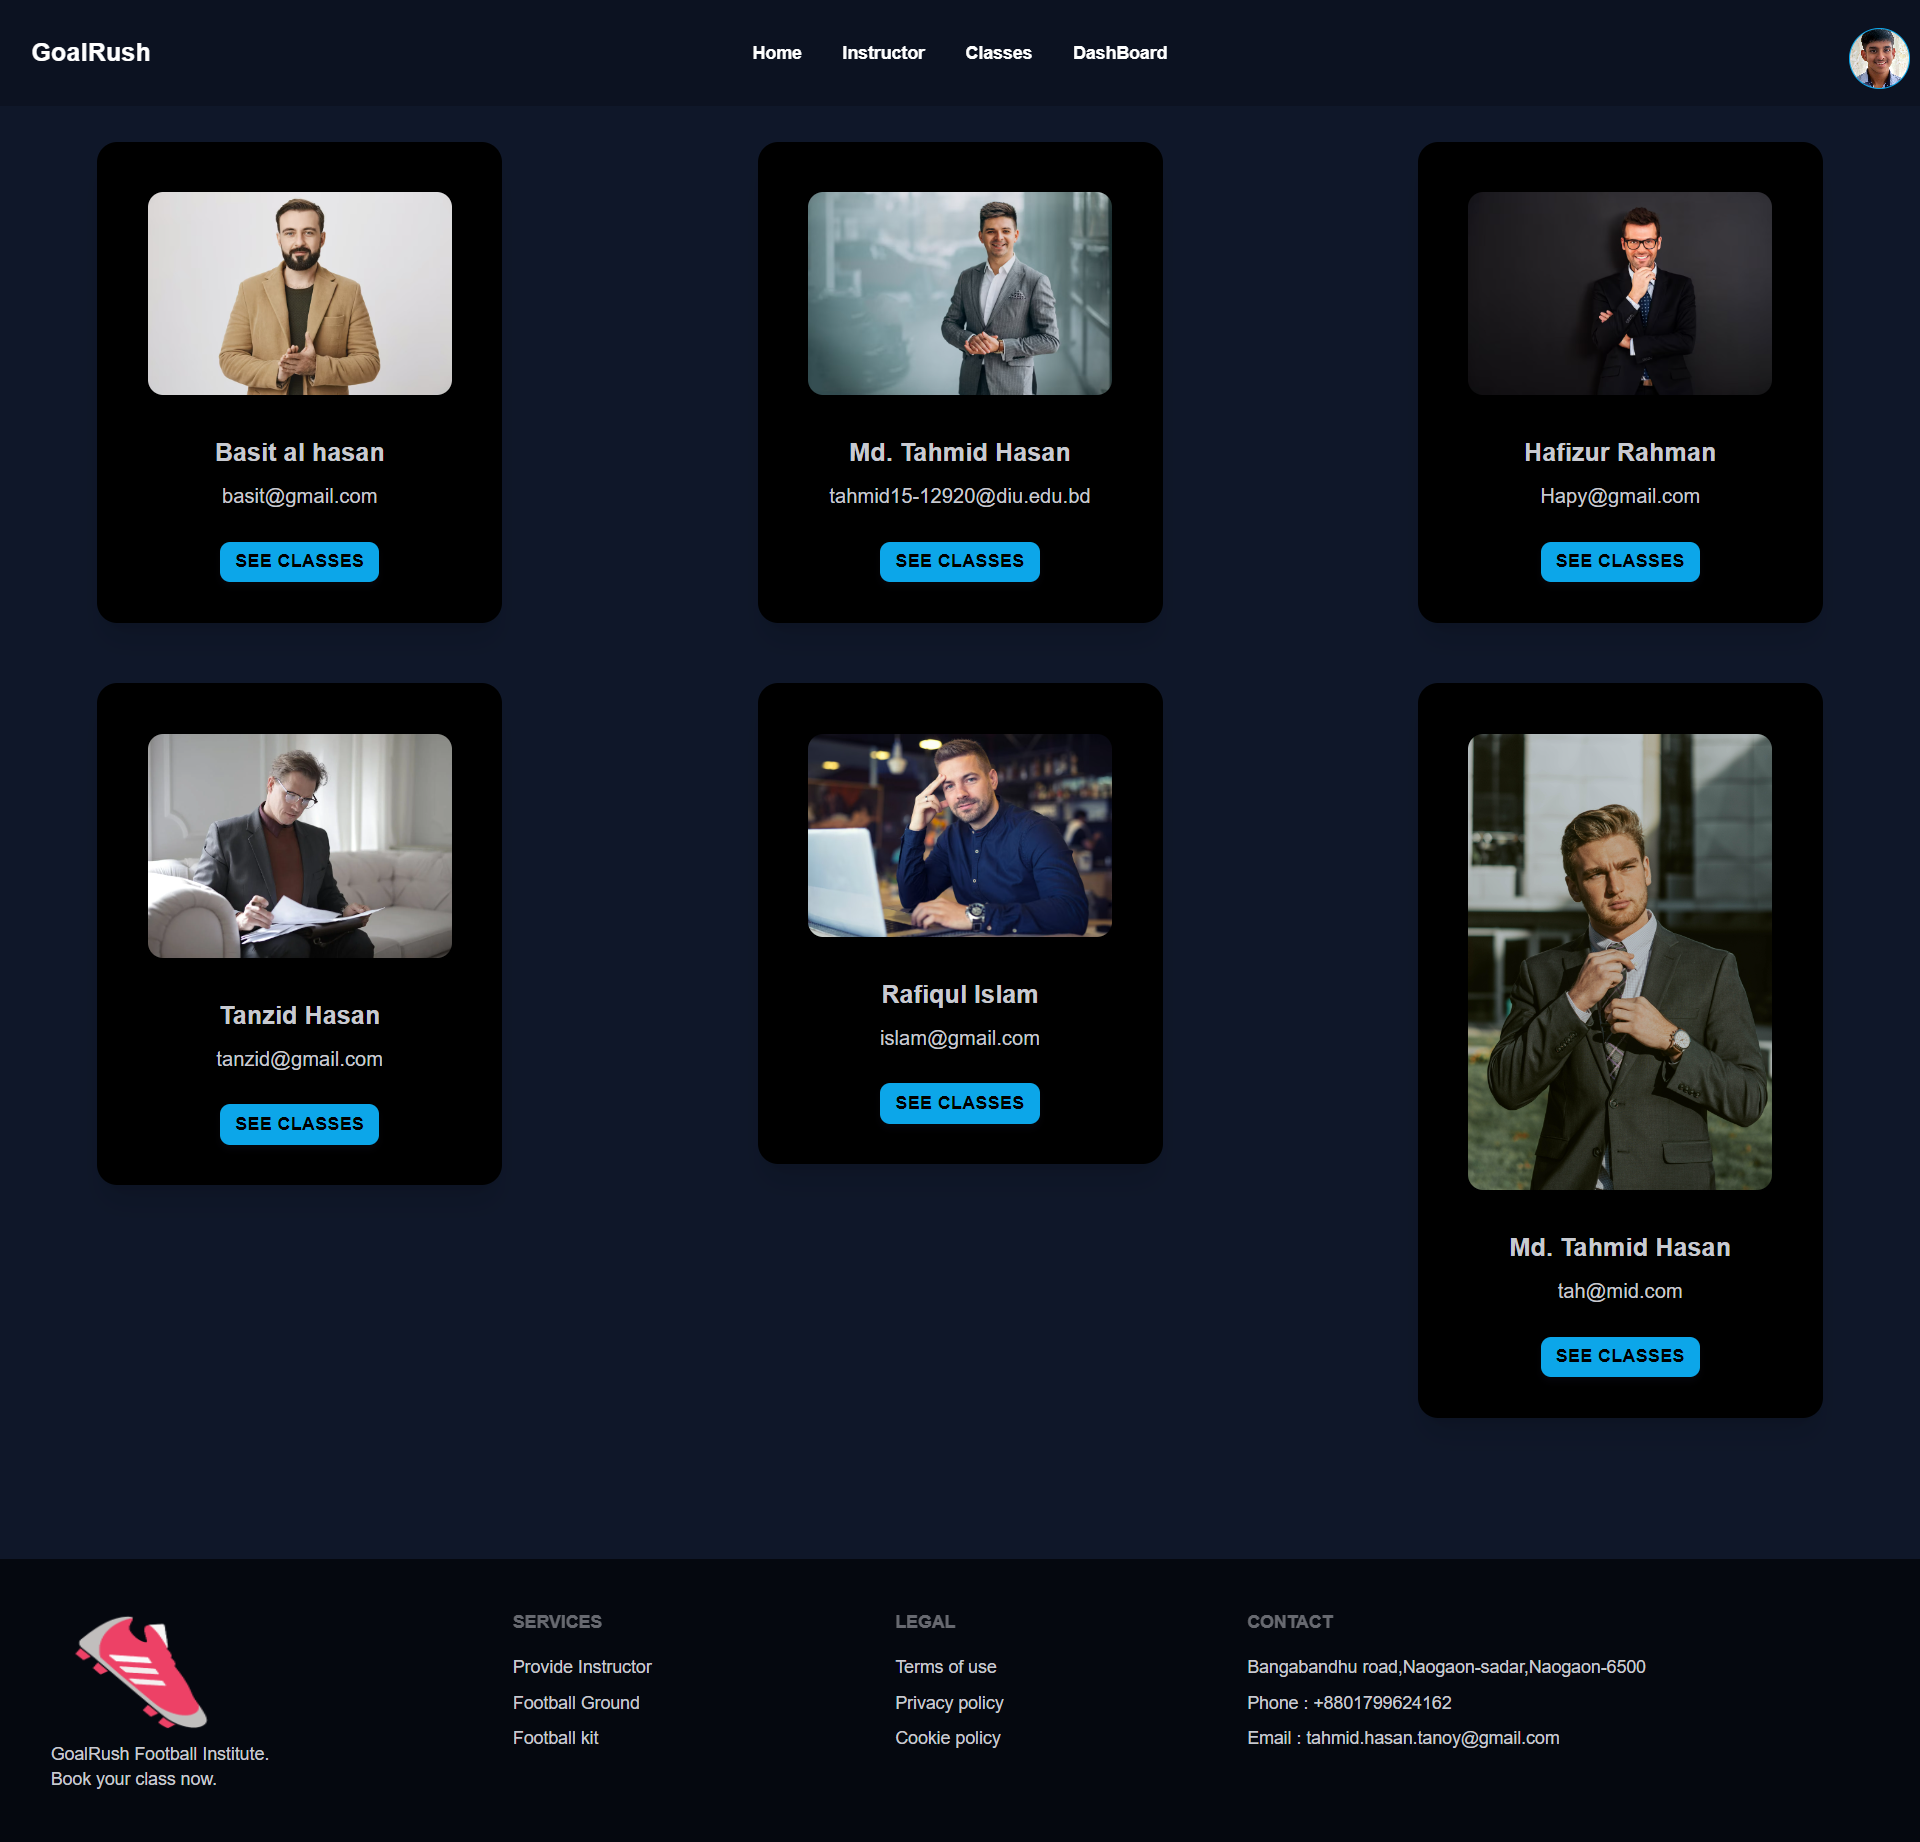 GoalRush
Home
Instructor
Classes
DashBoard
Basit al hasan
basit@gmail.com
SEE CLASSES
Md. Tahmid Hasan
tahmid15-12920@diu.edu.bd
SEE CLASSES
Hafizur Rahman
Hapy@gmail.com
SEE CLASSES
Tanzid Hasan
tanzid@gmail.com
SEE CLASSES
Rafiqul Islam
islam@gmail.com
SEE CLASSES
Md. Tahmid Hasan
tah@mid.com
SEE CLASSES
GoalRush Football Institute.
Book your class now.
SERVICES
Provide Instructor
Football Ground
Football kit
LEGAL
Terms of use
Privacy policy
Cookie policy
CONTACT
Bangabandhu road,Naogaon-sadar,Naogaon-6500
Phone : +8801799624162
Email : tahmid.hasan.tanoy@gmail.com